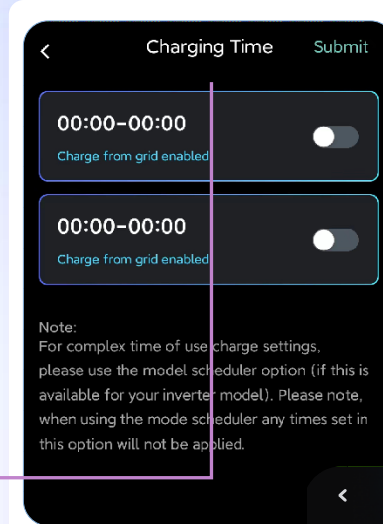 Charging Time Submit
00:00-00:00
Charge from grid enabled
00:00-00:00
Charge from grid enabled
Note:
For complex time of use charge settings,
please use the model scheduler option (if this is
available for your inverter model). Please note,
when using the mode scheduler any times set in
this option will not be applied.